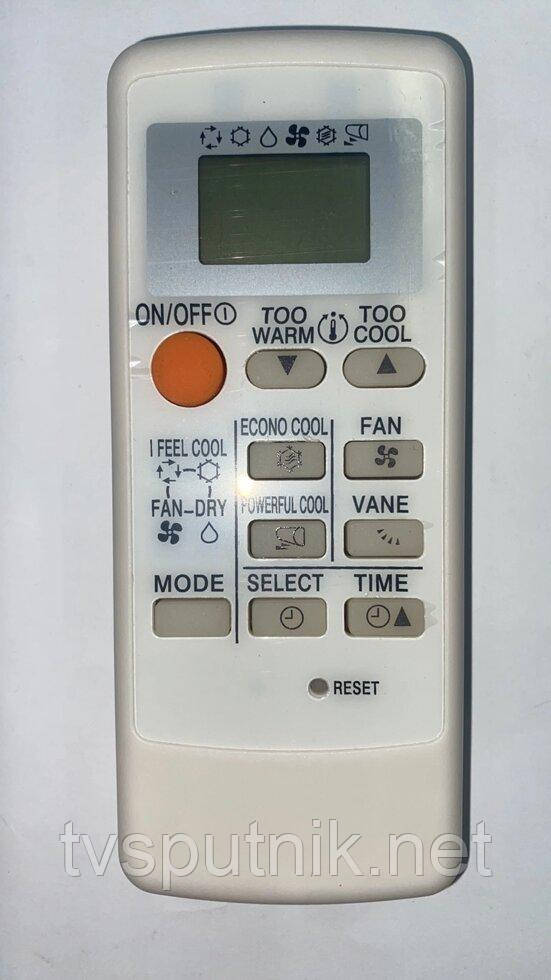 ON/OFF
TOO WARM
TOO COOL
I FEEL COOL
ECONO COOL
FAN
FAN-DRY
POWERFUL COOL
VANE
MODE
SELECT
TIME
RESET
tvsputnik.net